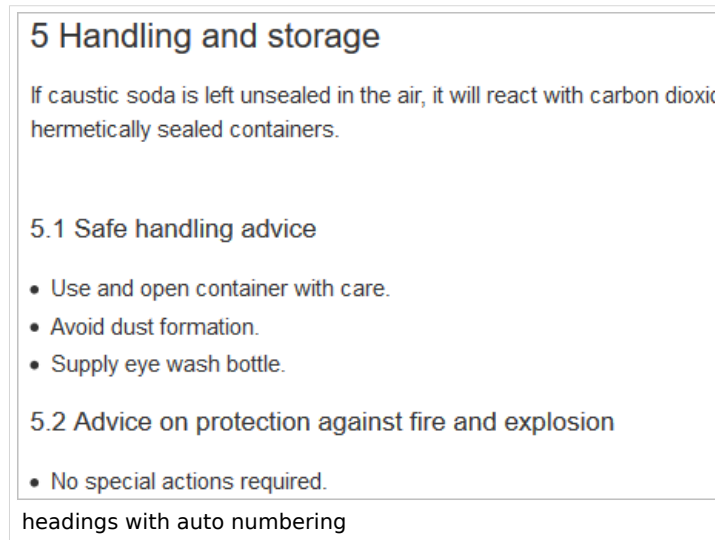 5 Handling and storage
If caustic soda is left unsealed in the air, it will react with carbon
hermetically sealed containers.
5.1 Safe handling advice
• Use and open container with care.
• Avoid dust formation.
• Supply eye wash bottle.
5.2 Advice on protection against fire and explosion
• No special actions required.
headings with auto numbering